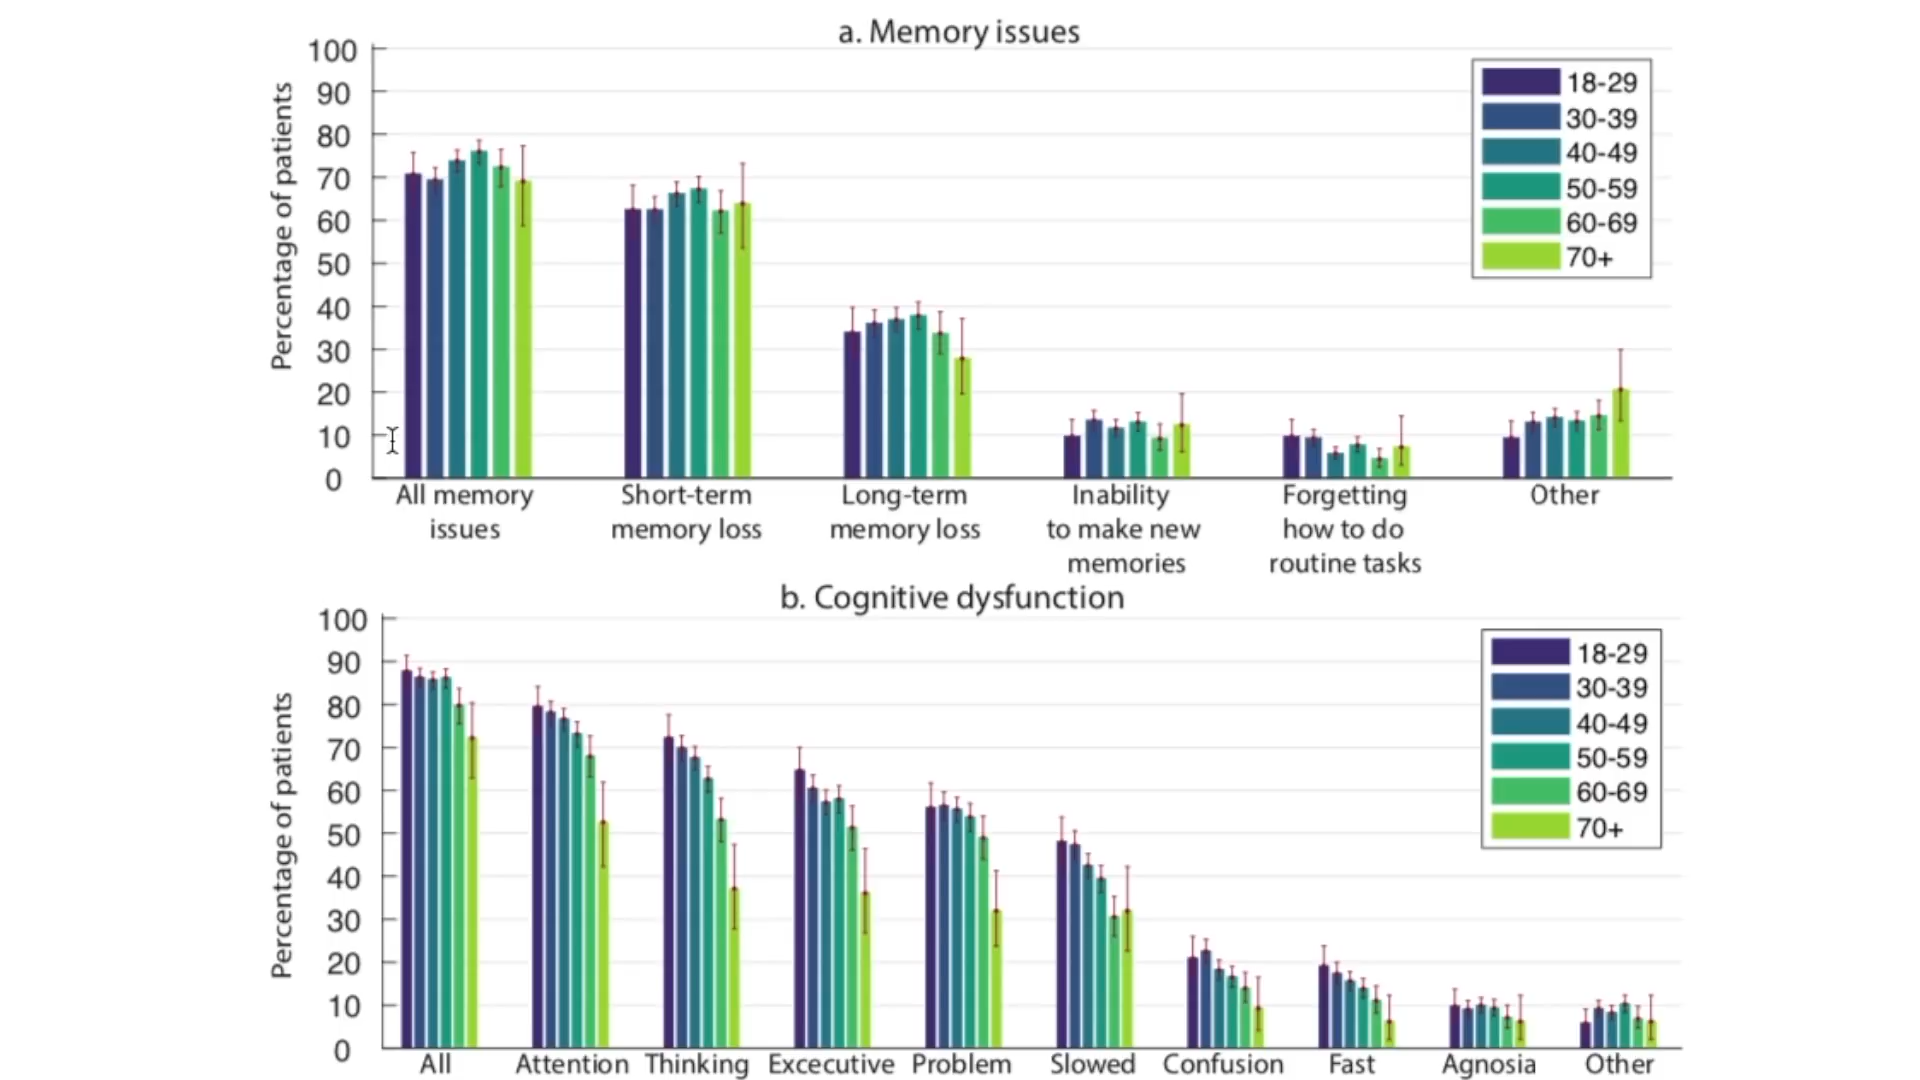 a. Memory issues
Percentage of patients
100
90
80
70
60
50
40
30
20
10
0
18-29
30-39
40-49
50-59
60-69
70+
All memory
issues
Short-term
memory loss
Long-term
memory loss
Inability
to make new
memories
Forgetting
how to do
routine tasks
Other
b. Cognitive dysfunction
Percentage of patients
100
90
80
70
60
50
40
30
20
10
0
18-29
30-39
40-49
50-59
60-69
70+
All
Attention
Thinking
Excecutive
Problem
Slowed
Confusion
Fast
Agnosia
Other